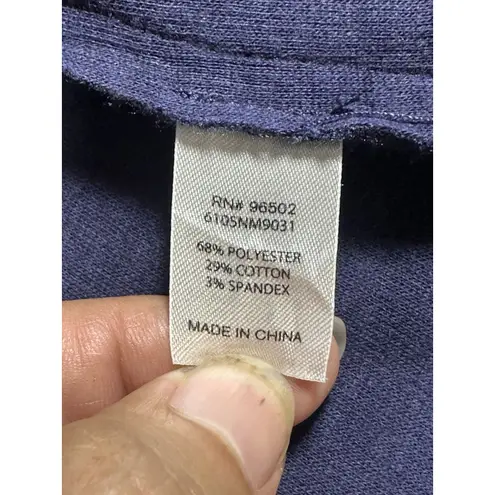 RN# 96502
6105NM9031
68% POLYESTER
29% COTTON
3% SPANDEX
MADE IN CHINA